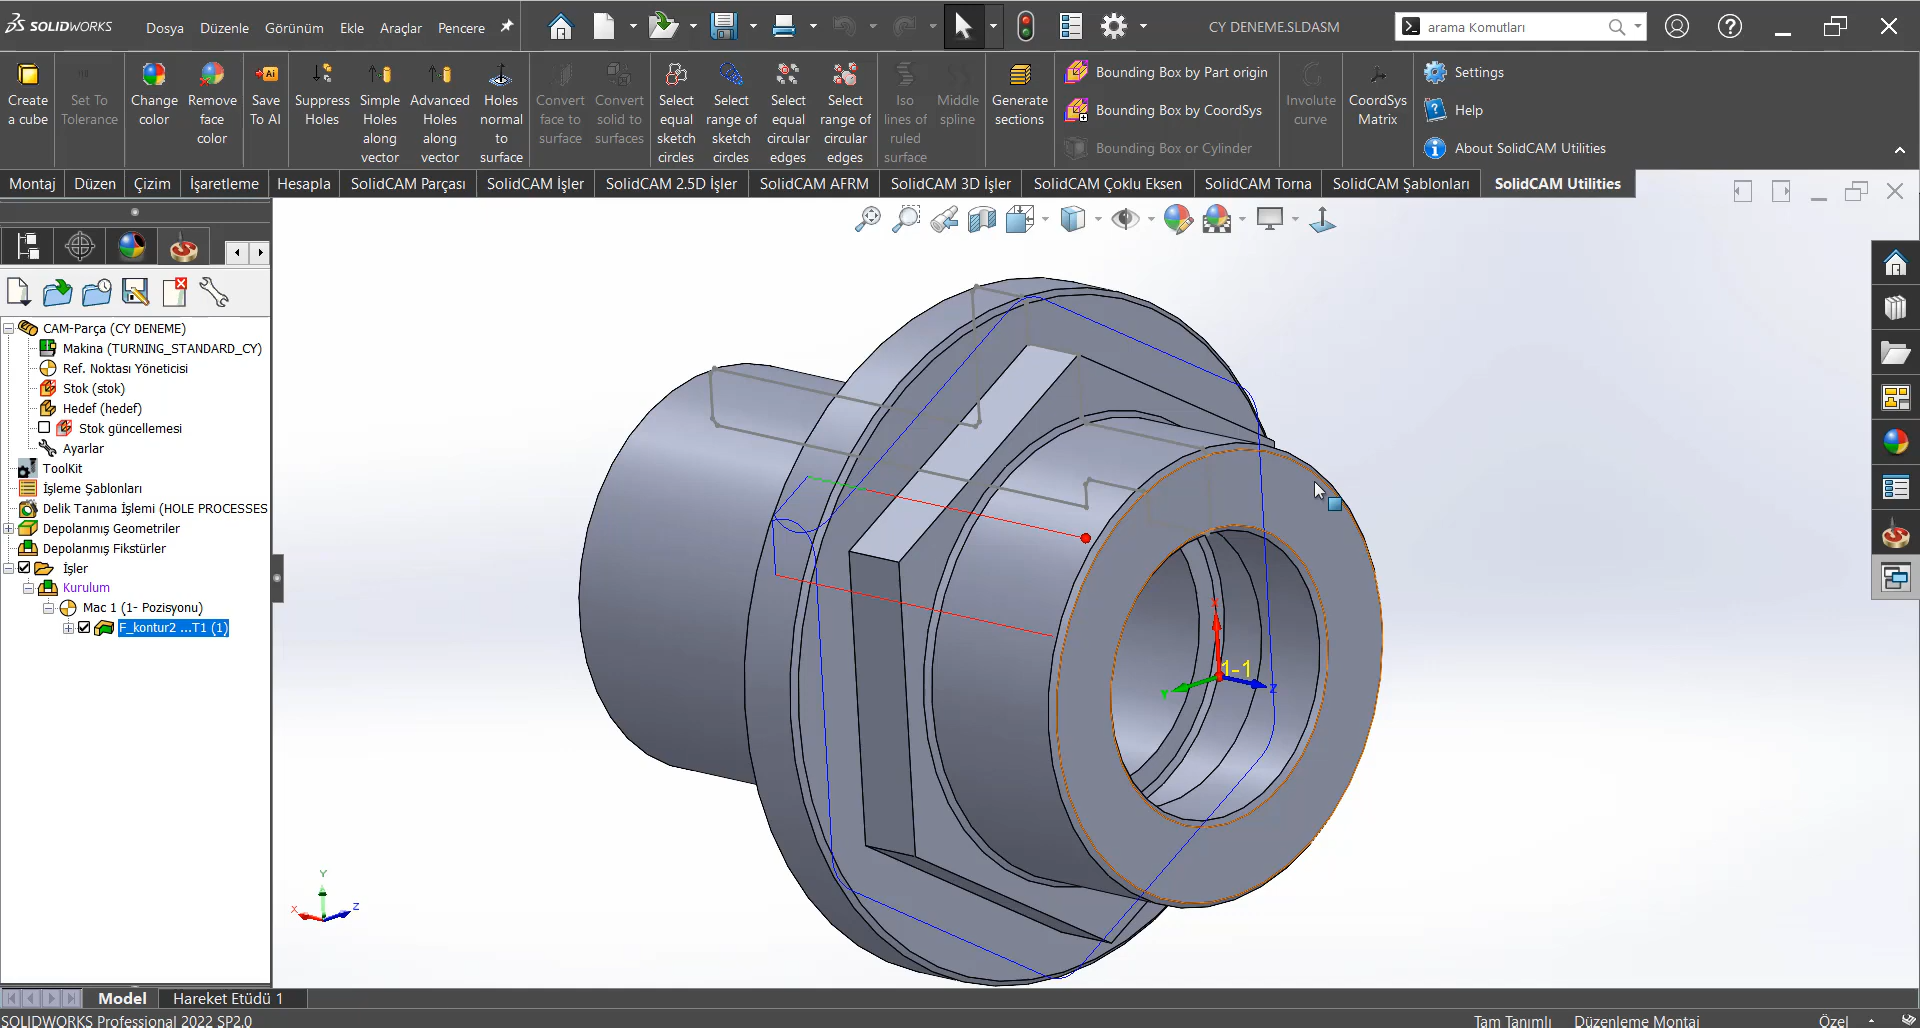 SOLIDWORKS
Dosya Düzenle Görünüm Ekle Araçlar Pencere
CY DENEME.SLDASM
arama Komutları
Create a cube
Set To Tolerance
Change color
Remove face color
Save To AI
Suppress Holes
Simple Holes along vector
Advanced Holes along vector
Holes normal to surface
Convert face to surface
Convert solid to surfaces
Select equal sketch circles
Select range of sketch circles
Select equal circular edges
Select range of circular edges
Iso lines of ruled surface
Middle spline
Generate sections
Bounding Box by Part origin
Bounding Box by CoordSys
Bounding Box or Cylinder
Involute curve
CoordSys Matrix
Settings
Help
About SolidCAM Utilities
Montaj Düzen Çizim İşaretleme Hesapla SolidCAM Parçası SolidCAM İşler SolidCAM 2.5D İşler SolidCAM AFRM SolidCAM 3D İşler SolidCAM Çoklu Eksen SolidCAM Torna SolidCAM Şablonları SolidCAM Utilities
CAM-Parça (CY DENEME)
Makina (TURNING_STANDARD_CY)
Ref. Noktası Yöneticisi
Stok (stok)
Hedef (hedef)
Stok güncellemesi
Ayarlar
ToolKit
İşleme Şablonları
Delik Tanıma İşlemi (HOLE PROCESSES
Depolanmış Geometriler
Depolanmış Fikstürler
İşler
Kurulum
Mac 1 (1- Pozisyonu)
F_kontur2 ...T1 (1)
X
1-1
Y
Z
Y
X
Z
Model Hareket Etüdü 1
SOLIDWORKS Professional 2022 SP2.0
Tam Tanımlı Düzenleme Montaj Özel